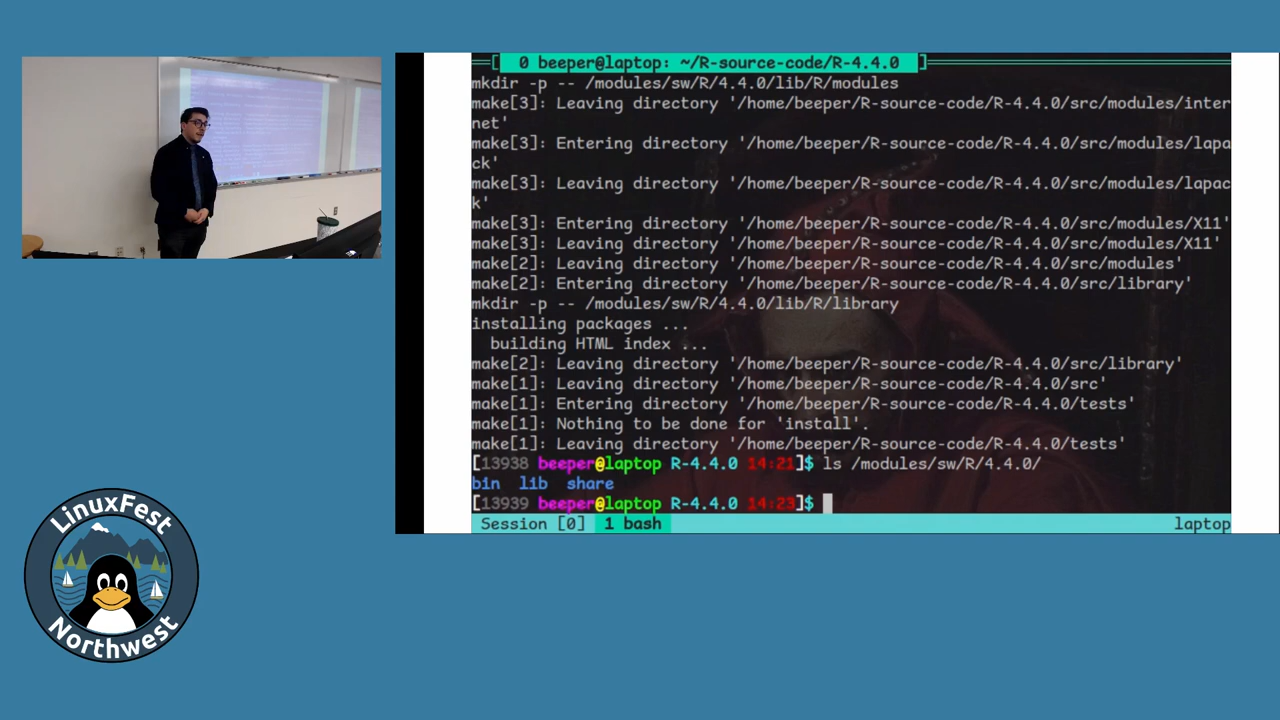 0 beeper@laptop: ~/R-source-code/R-4.4.0
mkdir -p -- /modules/sw/R/4.4.0/lib/R/modules
make[3]: Leaving directory '/home/beeper/R-source-code/R-4.4.0/src/modules/inter
net'
make[3]: Entering directory '/home/beeper/R-source-code/R-4.4.0/src/modules/lapa
ck'
make[3]: Leaving directory '/home/beeper/R-source-code/R-4.4.0/src/modules/lapac
k'
make[3]: Entering directory '/home/beeper/R-source-code/R-4.4.0/src/modules/X11'
make[3]: Leaving directory '/home/beeper/R-source-code/R-4.4.0/src/modules/X11'
make[2]: Leaving directory '/home/beeper/R-source-code/R-4.4.0/src/modules'
make[2]: Entering directory '/home/beeper/R-source-code/R-4.4.0/src/library'
mkdir -p -- /modules/sw/R/4.4.0/lib/R/library
installing packages ...
building HTML index ...
make[2]: Leaving directory '/home/beeper/R-source-code/R-4.4.0/src/library'
make[1]: Leaving directory '/home/beeper/R-source-code/R-4.4.0/src'
make[1]: Entering directory '/home/beeper/R-source-code/R-4.4.0/tests'
make[1]: Nothing to be done for 'install'.
make[1]: Leaving directory '/home/beeper/R-source-code/R-4.4.0/tests'
[13938 beeper@laptop R-4.4.0 14:21]$ ls /modules/sw/R/4.4.0/
bin lib share
[13939 beeper@laptop R-4.4.0 14:23]$
Session [0] 1 bash laptop
LinuxFest
Northwest